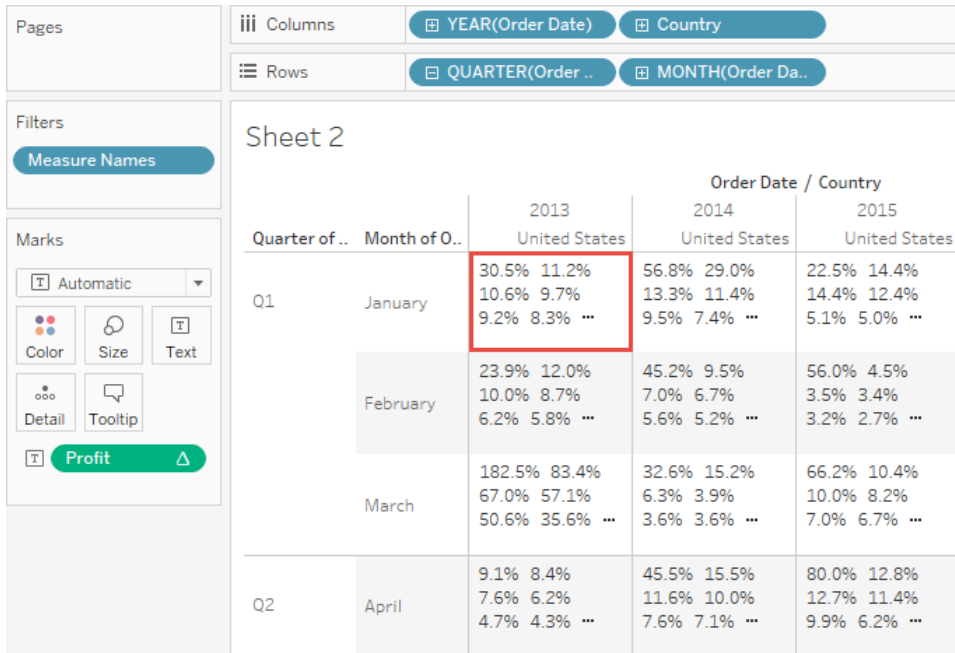 Pages
Columns
YEAR(Order Date)
Country
Rows
QUARTER(Order ..
MONTH(Order Da..
Filters
Measure Names
Marks
T Automatic
Color
Size
T
Text
Detail
Tooltip
T
Profit Δ
Sheet 2
Order Date / Country
2013 2014 2015
Quarter of .. Month of O.. United States United States United States
30.5% 11.2% 56.8% 29.0% 22.5% 14.4%
Q1 January 10.6% 9.7% 13.3% 11.4% 14.4% 12.4%
9.2% 8.3% ... 9.5% 7.4% ... 5.1% 5.0% ...
23.9% 12.0% 45.2% 9.5% 56.0% 4.5%
February 10.0% 8.7% 7.0% 6.7% 3.5% 3.4%
6.2% 5.8% ... 5.6% 5.2% ... 3.2% 2.7% ...
182.5% 83.4% 32.6% 15.2% 66.2% 10.4%
March 67.0% 57.1% 6.3% 3.9% 10.0% 8.2%
50.6% 35.6% ... 3.6% 3.6% ... 7.0% 6.7% ...
9.1% 8.4% 45.5% 15.5% 80.0% 12.8%
Q2 April 7.6% 6.2% 11.6% 10.0% 12.7% 11.4%
4.7% 4.3% ... 7.6% 7.1% ... 9.9% 6.2% ...